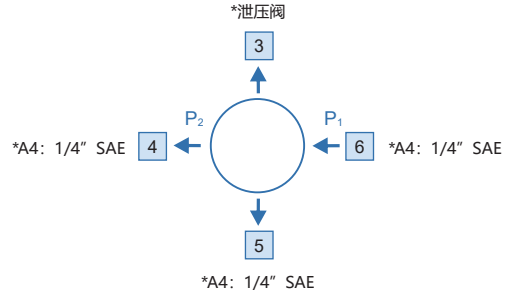 *泄压阀
3
P₂
P₁
*A4：1/4” SAE
4
6
*A4：1/4” SAE
5
*A4：1/4” SAE